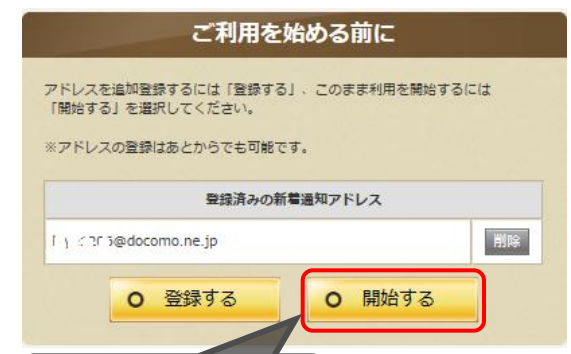 ご利用を始める前に
アドレスを追加登録するには「登録する」、このまま利用を開始するには
「開始する」を選択してください。
※アドレスの登録はあとからでも可能です。
登録済みの新着通知アドレス
@docomo.ne.jp
削除
登録する
開始する